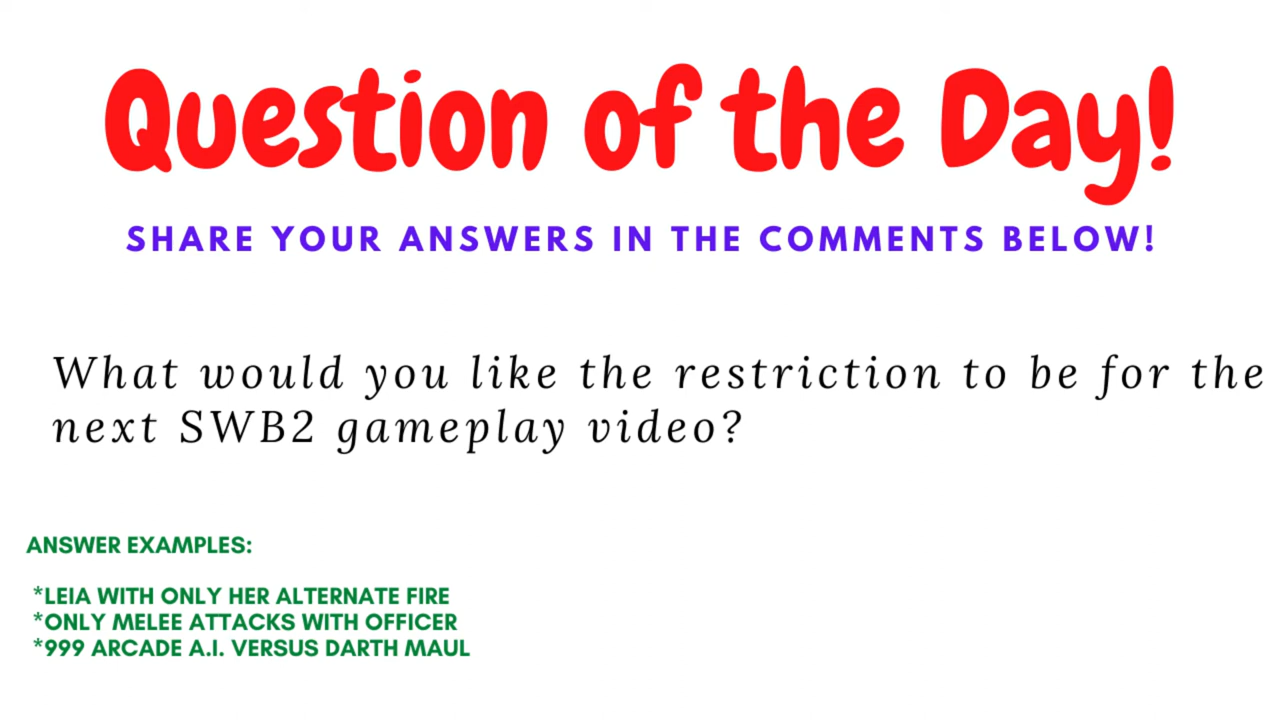 Question of the Day!
SHARE YOUR ANSWERS IN THE COMMENTS BELOW!
What would you like the restriction to be for the
next SWB2 gameplay video?
ANSWER EXAMPLES:
*LEIA WITH ONLY HER ALTERNATE FIRE
*ONLY MELEE ATTACKS WITH OFFICER
*999 ARCADE A.I. VERSUS DARTH MAUL